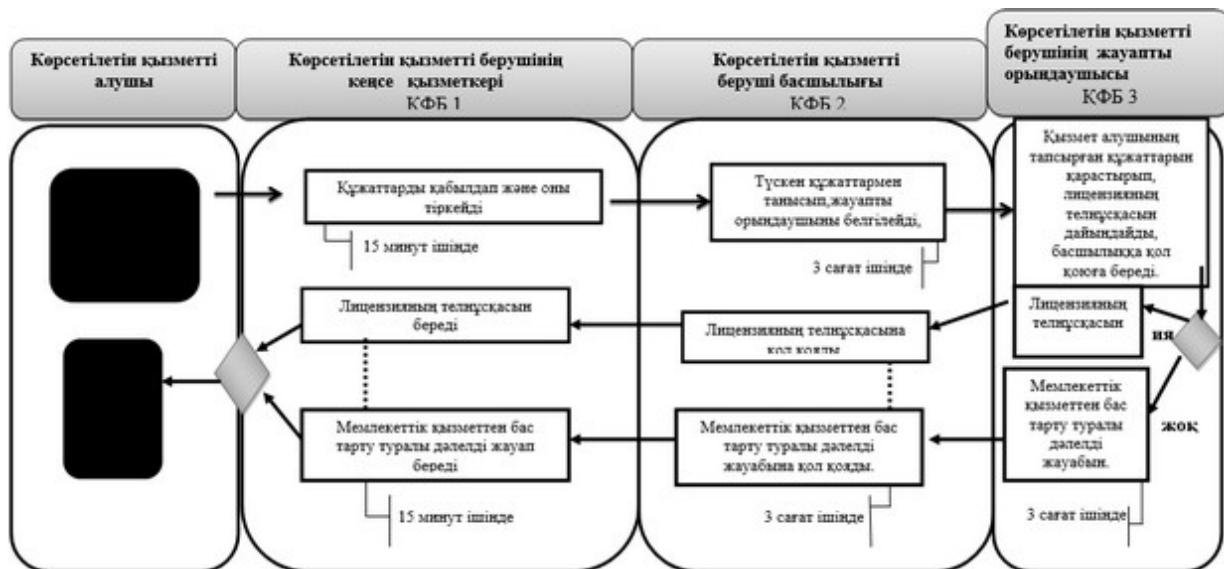 Көрсетілетін қызметті
алушы
Көрсетілетін қызметті берушінің
кеңсе қызметкері
КФБ 1
Көрсетілетін қызметті
беруші басшылығы
КФБ 2
Көрсетілетін қызметті
берушінің жауапты
орындаушысы
ҚФБ 3
Құжаттарды қабылдап және оны
тіркейді
15 минут ішінде
Түскен құжаттармен
танысып,жауапты
орындаушыны белгілейді,
3 сағат ішінде
Қызмет алушының
тапсырған құжаттарын
қарастырып,
лицензияның
телнұсқасын
дайындайды,
басшылыққа қол
қоюға береді.
Лицензияның телнұсқасын
береді
Лицензияның телнұсқасына
қол қояды
Лицензияның
телнұсқасын
ия
Мемлекеттік қызметтен бас
тарту туралы дәлелді жауап
береді
15 минут ішінде
Мемлекеттік қызметтен бас
тарту туралы дәлелді
жауабына қол қояды.
3 сағат ішінде
Мемлекеттік
қызметтен бас
тарту туралы
дәлелді
жауабын.
жоқ
3 сағат ішінде